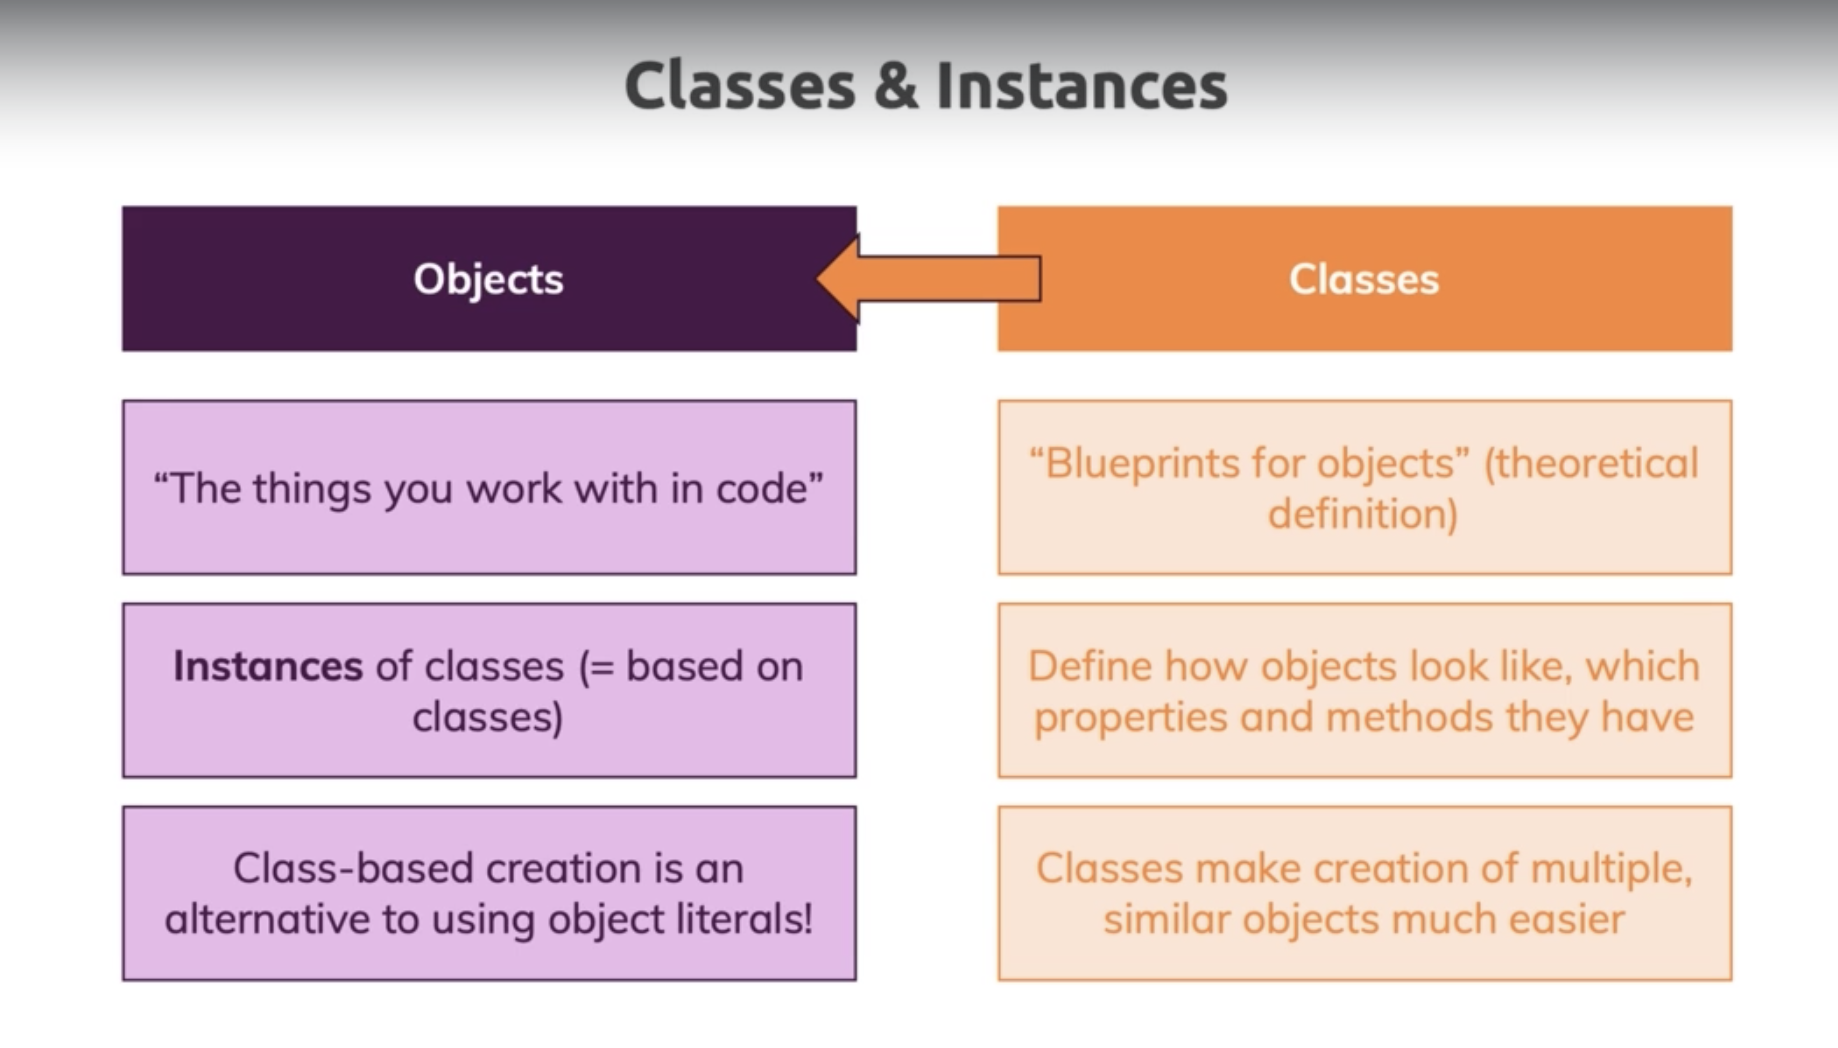 Classes & Instances
Objects
Classes
“The things you work with in code”
“Blueprints for objects” (theoretical
definition)
Instances of classes (= based on
classes)
Define how objects look like, which
properties and methods they have
Class-based creation is an
alternative to using object literals!
Classes make creation of multiple,
similar objects much easier